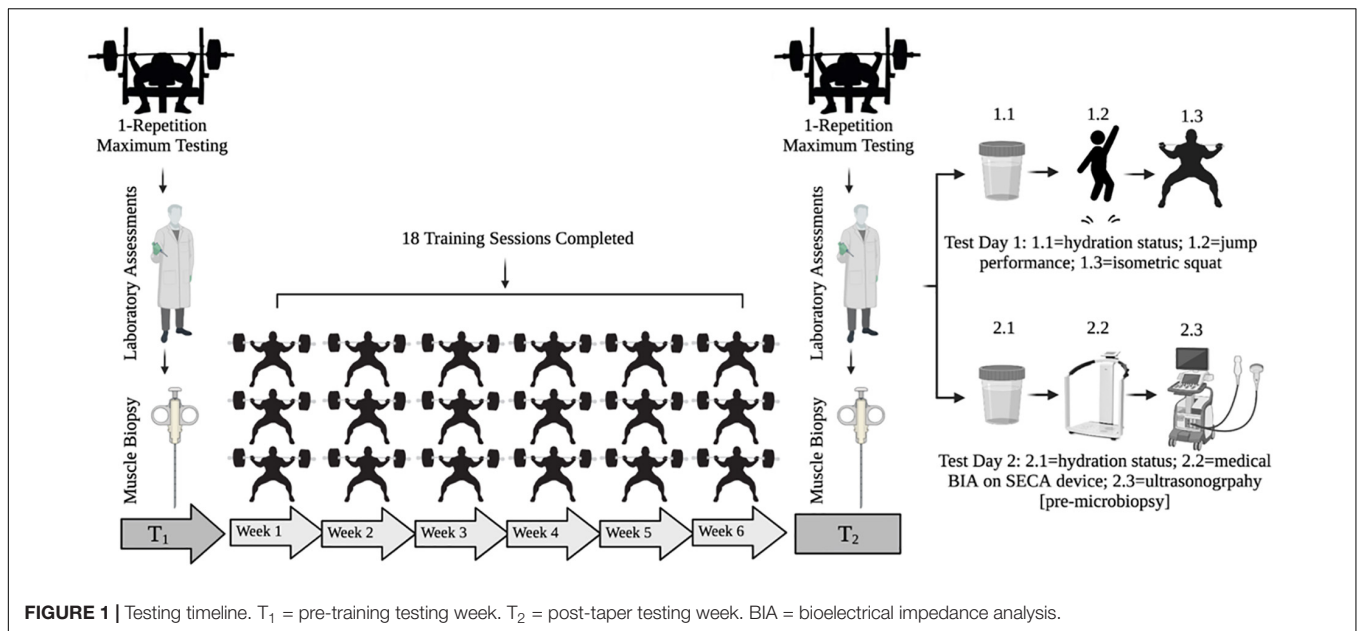 1-Repetition
Maximum Testing
Laboratory Assessments
Muscle Biopsy
T₁
18 Training Sessions Completed
Week 1
Week 2
Week 3
Week 4
Week 5
Week 6
1-Repetition
Maximum Testing
Laboratory Assessments
Muscle Biopsy
T₂
1.1
1.2
1.3
Test Day 1: 1.1=hydration status; 1.2=jump
performance; 1.3=isometric squat
2.1
2.2
2.3
Test Day 2: 2.1=hydration status; 2.2=medical
BIA on SECA device; 2.3=ultrasonogrpahy
[pre-microbiopsy]
FIGURE 1 | Testing timeline. T₁ = pre-training testing week. T₂ = post-taper testing week. BIA = bioelectrical impedance analysis.